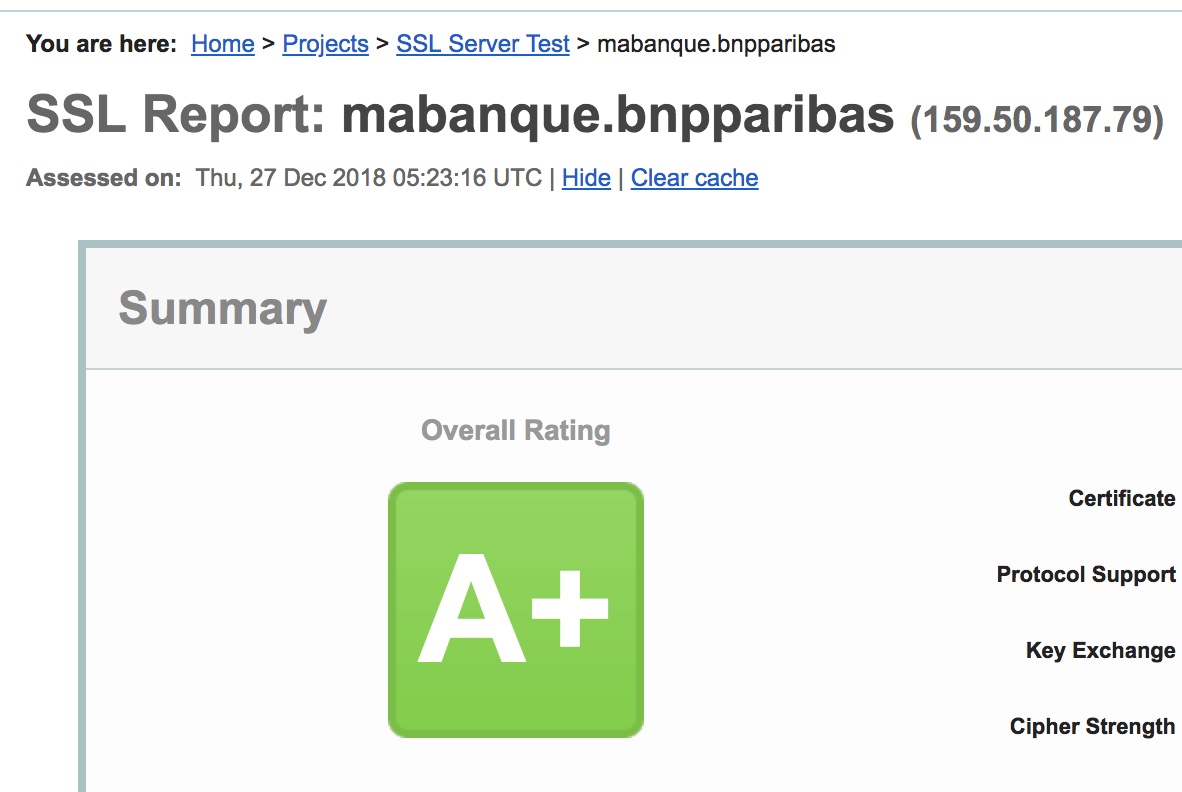 You are here: Home > Projects > SSL Server Test > mabanque.bnpparibas
SSL Report: mabanque.bnpparibas (159.50.187.79)
Assessed on: Thu, 27 Dec 2018 05:23:16 UTC | Hide | Clear cache
Summary
Overall Rating
A+
Certificate
Protocol Support
Key Exchange
Cipher Strength